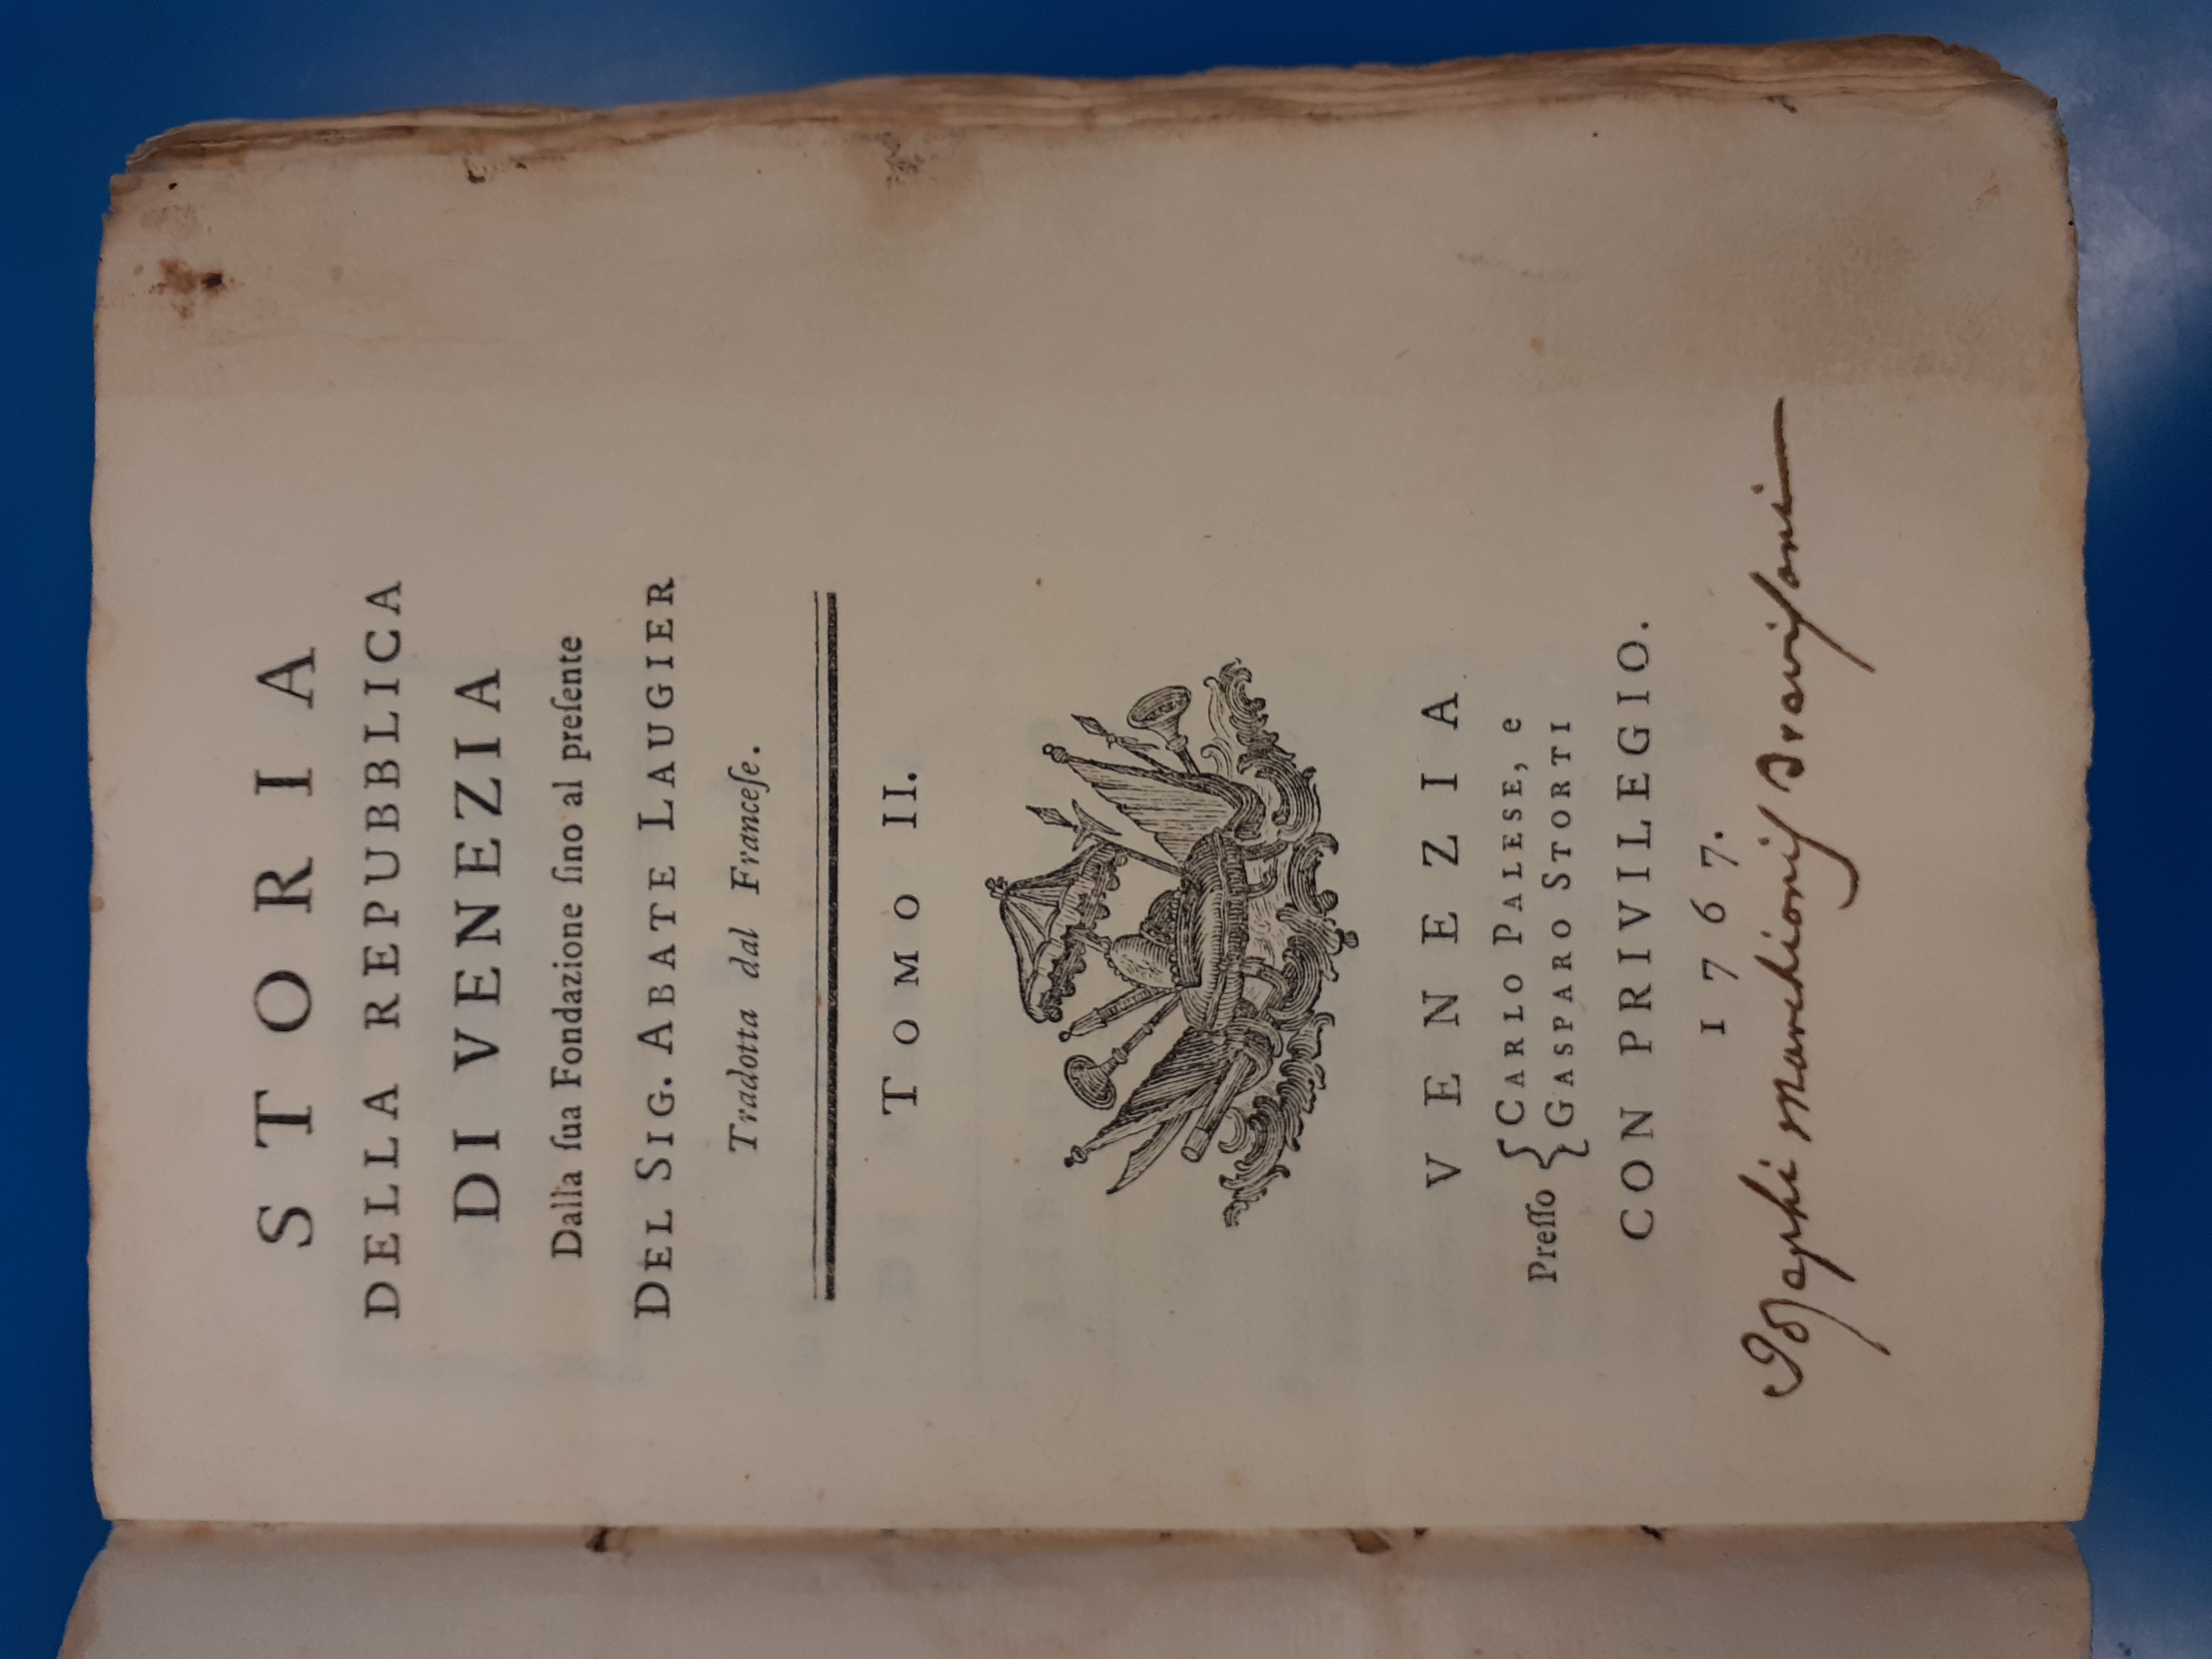 STORIA
DELLA REPUBBLICA
DI VENEZIA
Dalla ſua Fondazione ſino al preſente
DEL SIG. ABATE LAUGIER
Tradotta dal Franceſe.
TOMO II.
VENEZIA
Preſſo { CARLO PALESE, e
{ GASPARO STORTI
CON PRIVILEGIO.
1767.
Marchionis